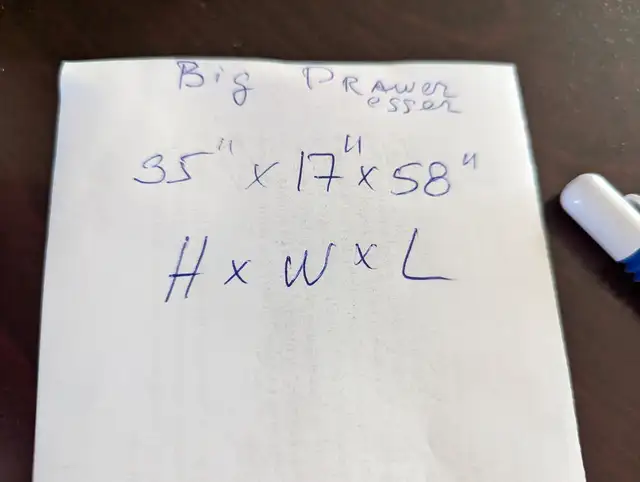 Big DRAWER
esser
35" x 17" x 58"
H x W x L